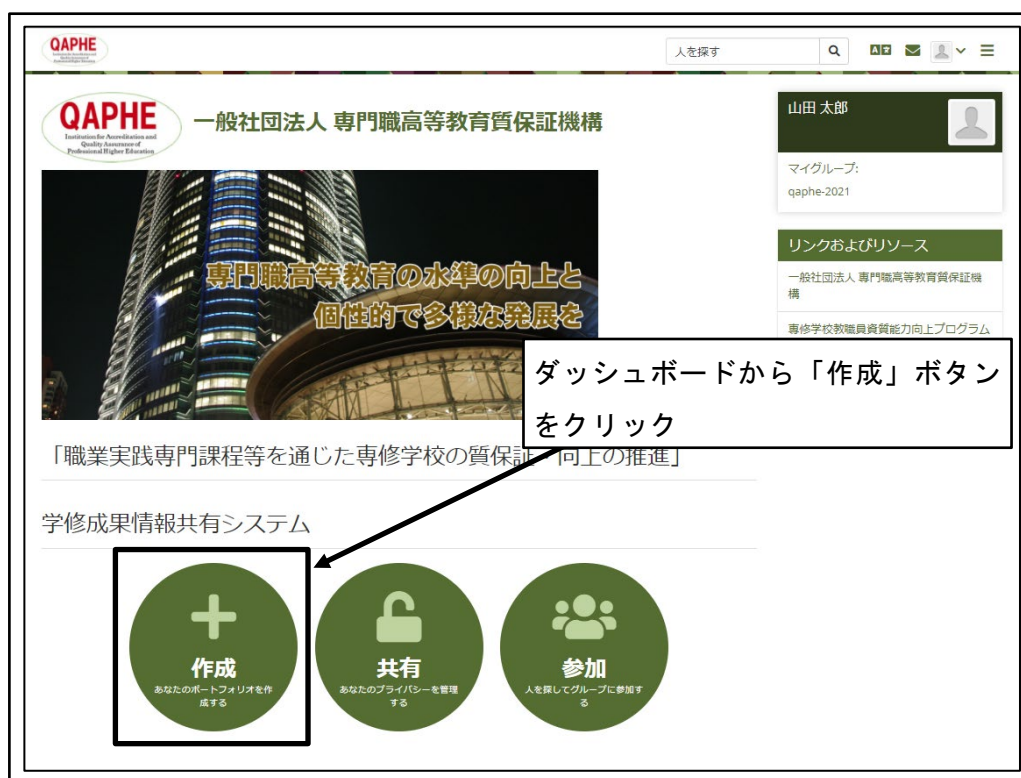 QAPHE
人を探す
QAPHE
Institution for Accreditation and
Quality Assurance of
Professional Higher Education
一般社団法人 専門職高等教育質保証機構
山田 太郎
マイグループ:
qaphe-2021
専門職高等教育の水準の向上と
個性的で多様な発展を
リンクおよびリソース
一般社団法人 専門職高等教育質保証機
構
専修学校教職員資質能力向上プログラム
ダッシュボードから「作成」ボタン
をクリック
「職業実践専門課程等を通じた専修学校の質保証・向上の推進」
学修成果情報共有システム
作成
あなたのポートフォリオを作
成する
共有
あなたのプライバシーを管理
する
参加
人を探してグループに参加す
る